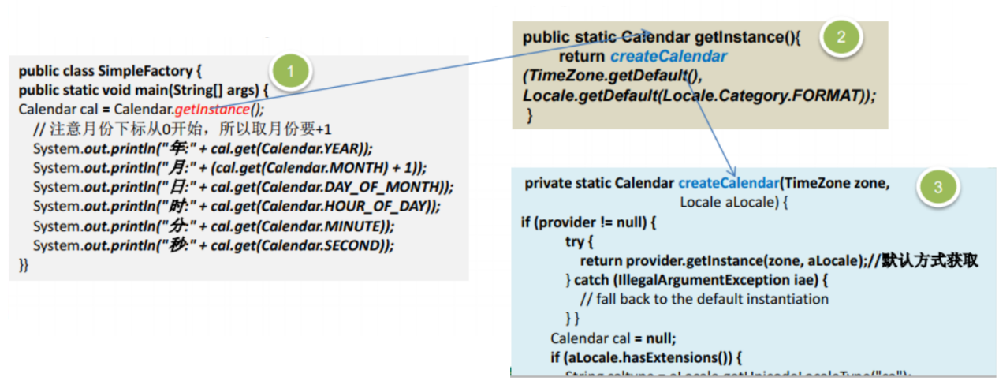 1
public class SimpleFactory {
public static void main(String[] args) {
Calendar cal = Calendar.getInstance();
// 注意月份下标从0开始，所以取月份要+1
System.out.println("年:" + cal.get(Calendar.YEAR));
System.out.println("月:" + (cal.get(Calendar.MONTH) + 1));
System.out.println("日:" + cal.get(Calendar.DAY_OF_MONTH));
System.out.println("时:" + cal.get(Calendar.HOUR_OF_DAY));
System.out.println("分:" + cal.get(Calendar.MINUTE));
System.out.println("秒:" + cal.get(Calendar.SECOND));
}}
2
public static Calendar getInstance(){
return createCalendar
(TimeZone.getDefault(),
Locale.getDefault(Locale.Category.FORMAT));
}
3
private static Calendar createCalendar(TimeZone zone,
Locale aLocale) {
if (provider != null) {
try {
return provider.getInstance(zone, aLocale);//默认方式获取
} catch (IllegalArgumentException iae) {
// fall back to the default instantiation
} }
Calendar cal = null;
if (aLocale.hasExtensions()) {
String caltype = aLocale.getUnicodeLocaleType("ca");